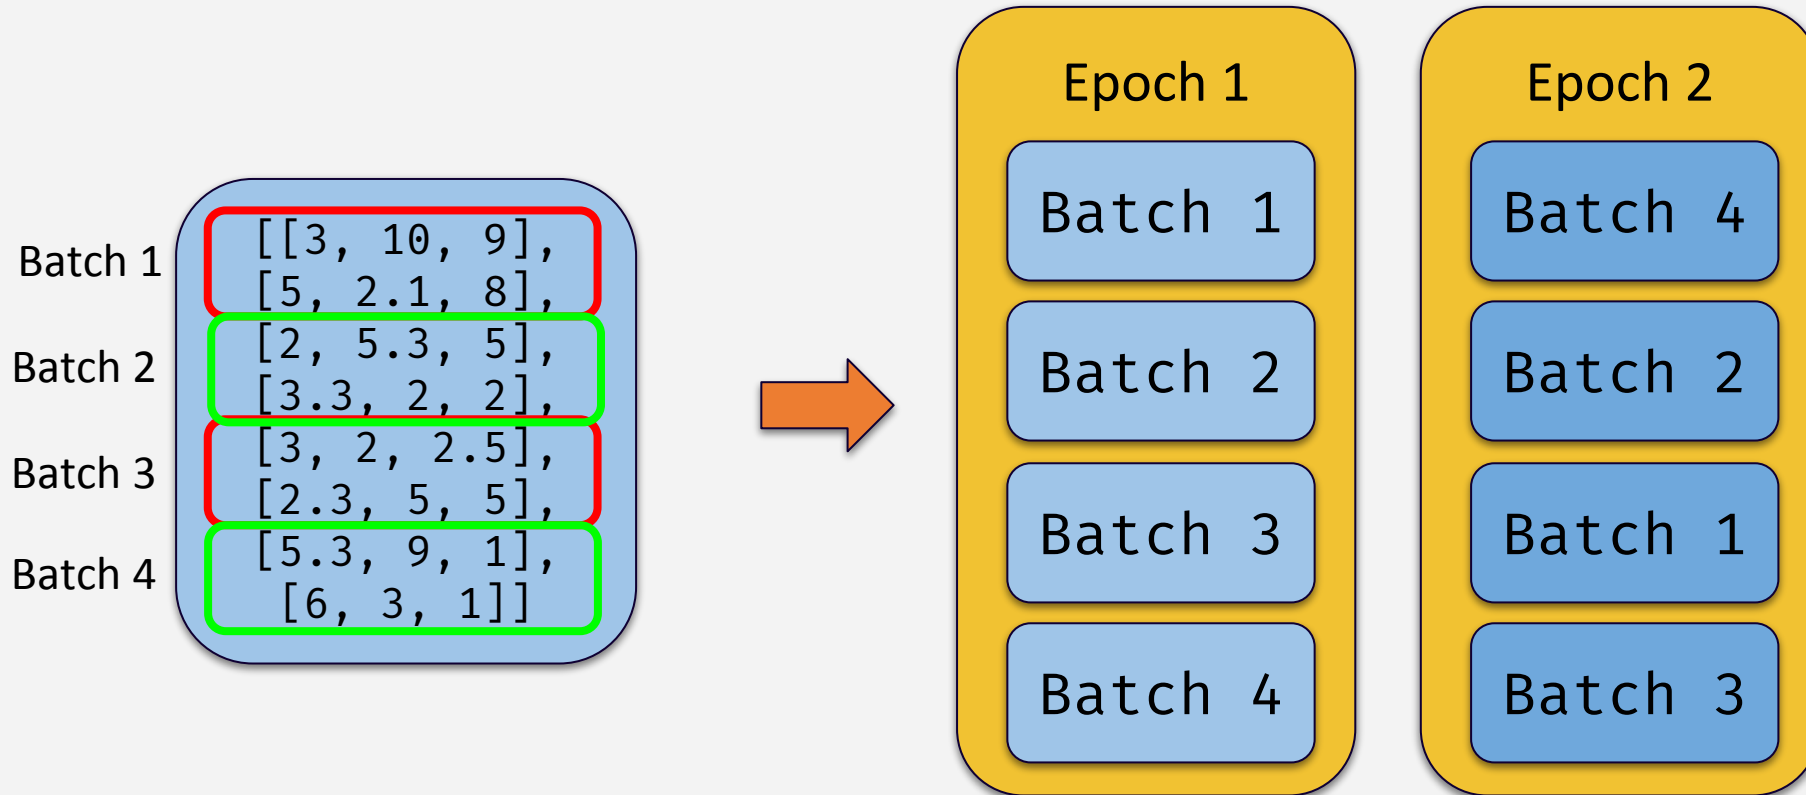 Batch 1
Batch 2
Batch 3
Batch 4
[[3, 10, 9],
[5, 2.1, 8],
[2, 5.3, 5],
[3.3, 2, 2],
[3, 2, 2.5],
[2.3, 5, 5],
[5.3, 9, 1],
[6, 3, 1]]
Epoch 1
Batch 1
Batch 2
Batch 3
Batch 4
Epoch 2
Batch 4
Batch 2
Batch 1
Batch 3